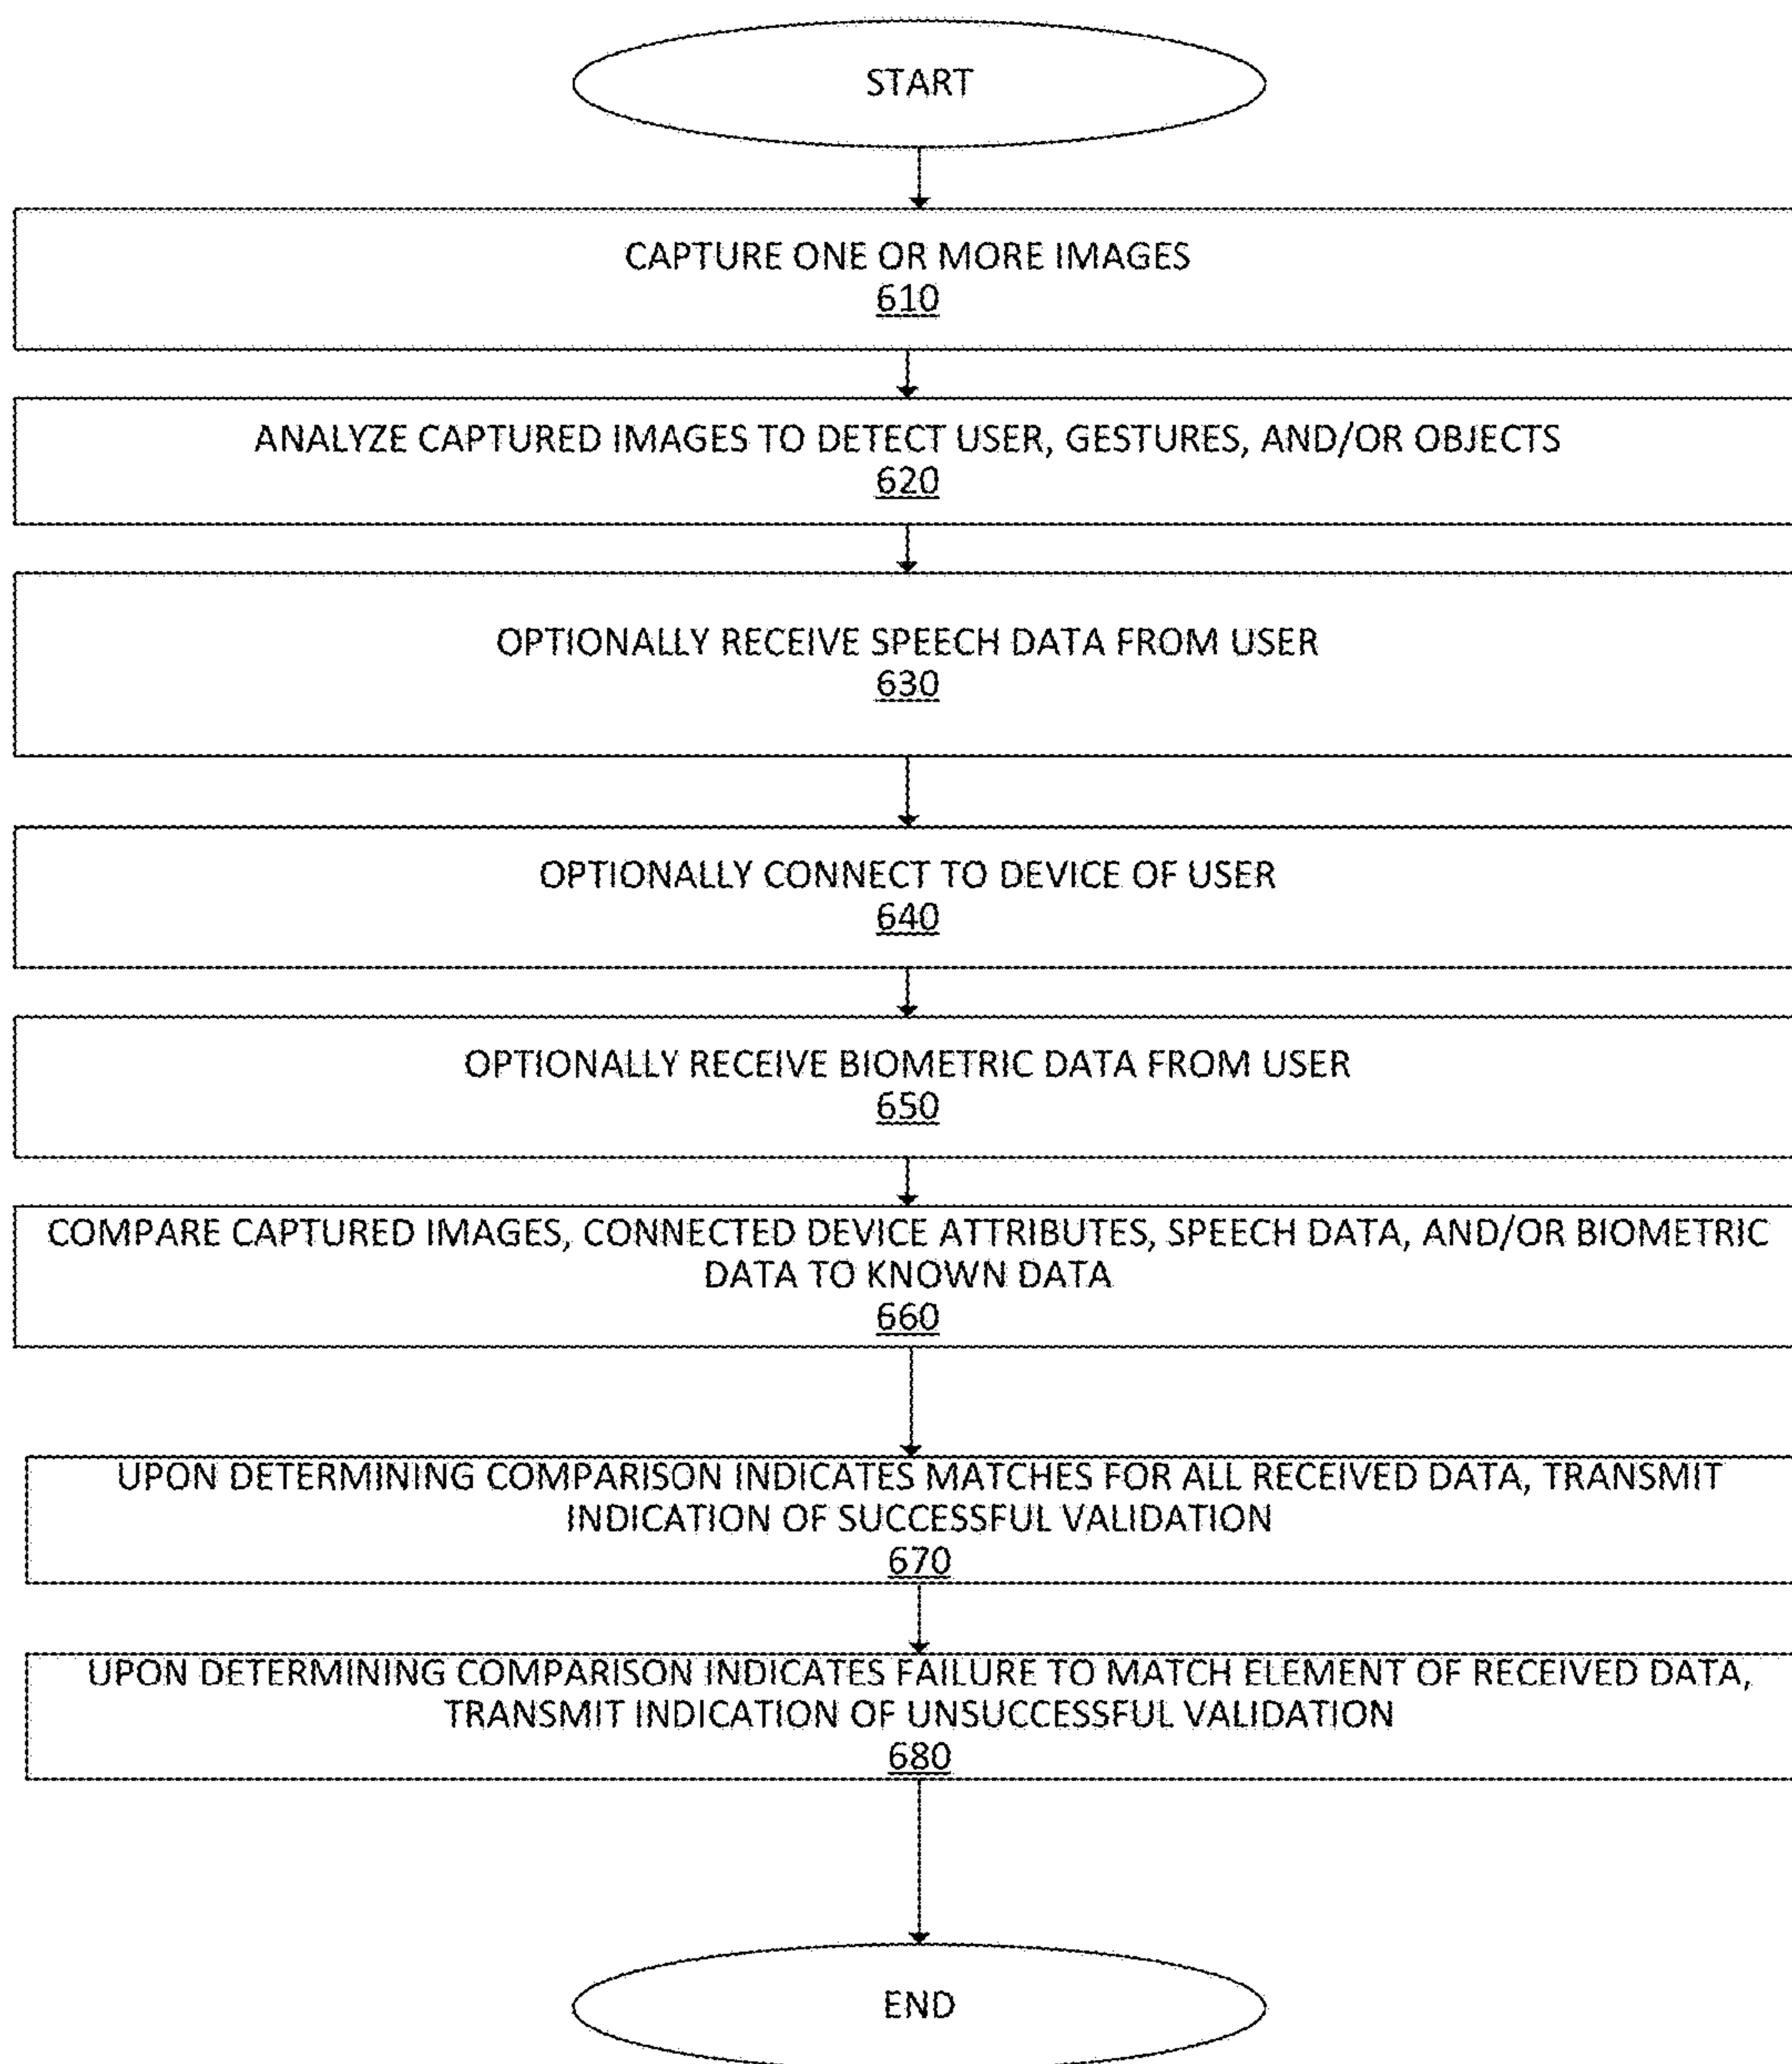 START
CAPTURE ONE OR MORE IMAGES
610
ANALYZE CAPTURED IMAGES TO DETECT USER, GESTURES, AND/OR OBJECTS
620
OPTIONALLY RECEIVE SPEECH DATA FROM USER
630
OPTIONALLY CONNECT TO DEVICE OF USER
640
OPTIONALLY RECEIVE BIOMETRIC DATA FROM USER
650
COMPARE CAPTURED IMAGES, CONNECTED DEVICE ATTRIBUTES, SPEECH DATA, AND/OR BIOMETRIC
DATA TO KNOWN DATA
660
UPON DETERMINING COMPARISON INDICATES MATCHES FOR ALL RECEIVED DATA, TRANSMIT
INDICATION OF SUCCESSFUL VALIDATION
670
UPON DETERMINING COMPARISON INDICATES FAILURE TO MATCH ELEMENT OF RECEIVED DATA,
TRANSMIT INDICATION OF UNSUCCESSFUL VALIDATION
680
END